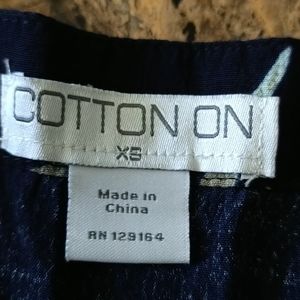 COTTON ON
XS
Made in
China
RN 129164